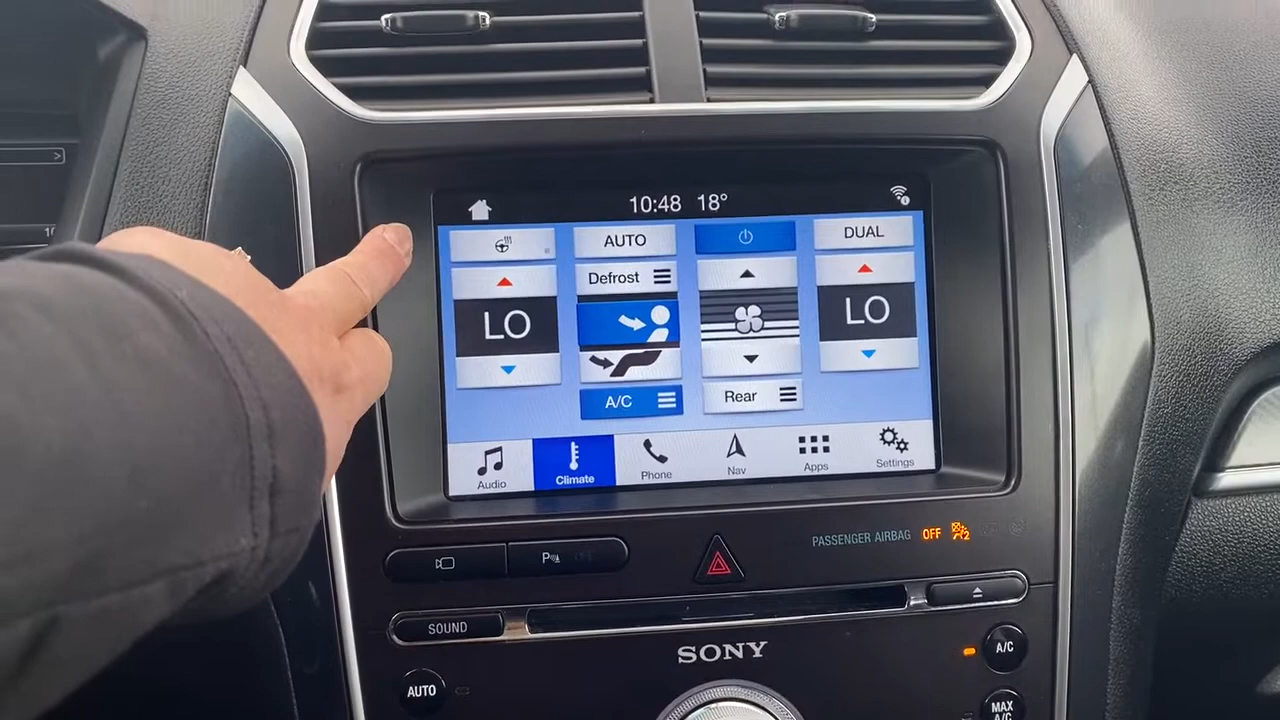 10:48 18°
AUTO
DUAL
Defrost
LO
LO
A/C
Rear
Audio
Climate
Phone
Nav
Apps
Settings
PASSENGER AIRBAG OFF
P
SOUND
SONY
A/C
AUTO
MAX
A/C